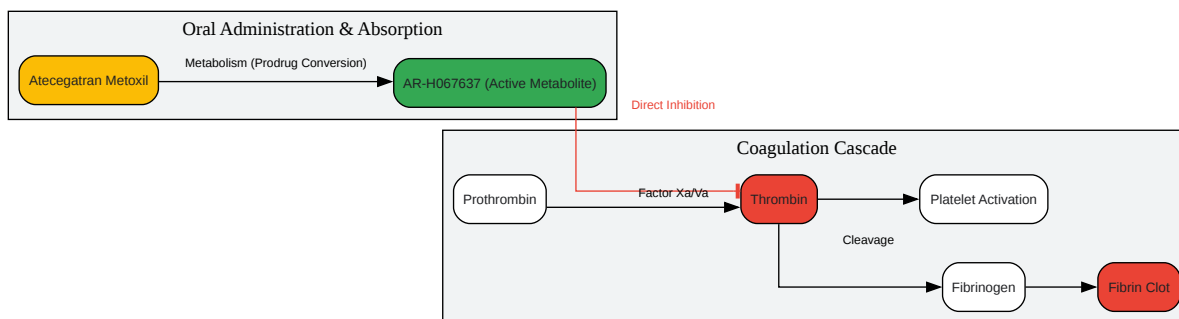 Oral Administration & Absorption
Atecegatran Metoxil
Metabolism (Prodrug Conversion)
AR-H067637 (Active Metabolite)
Direct Inhibition
Coagulation Cascade
Prothrombin
Factor Xa/Va
Thrombin
Platelet Activation
Cleavage
Fibrinogen
Fibrin Clot